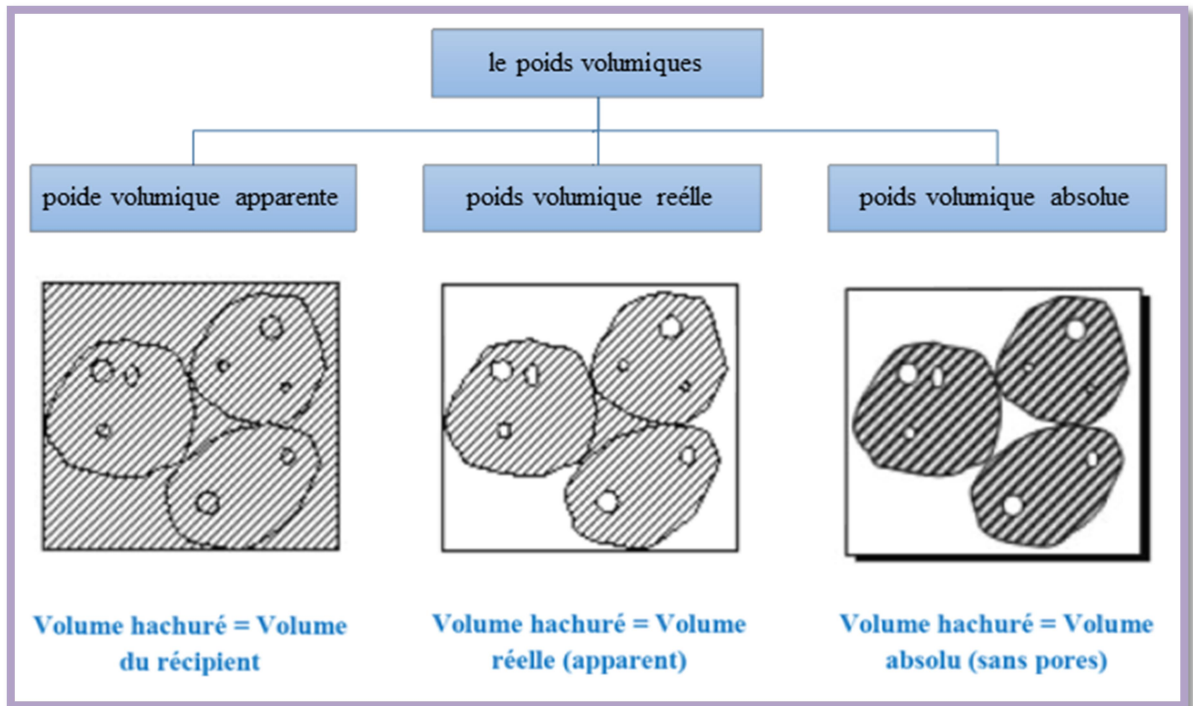 le poids volumiques
poide volumique apparente
poids volumique reélle
poids volumique absolue
Volume hachuré = Volume
du récipient
Volume hachuré = Volume
réelle (apparent)
Volume hachuré = Volume
absolu (sans pores)